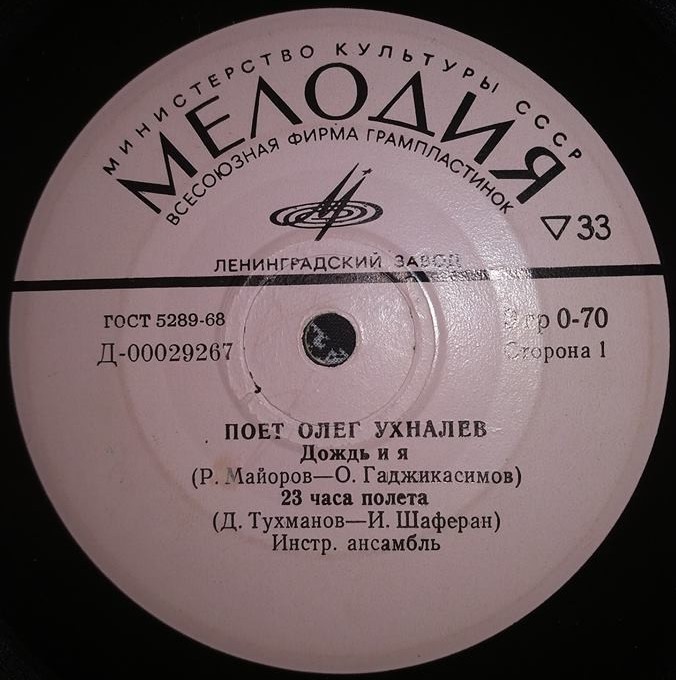 МИНИСТЕРСТВО КУЛЬТУРЫ СССР
МЕЛОДИЯ
ВСЕСОЮЗНАЯ ФИРМА ГРАМПЛАСТИНОК
▽ 33
ЛЕНИНГРАДСКИЙ ЗАВОД
ГОСТ 5289-68
Д-00029267
0-70
Сторона 1
ПОЕТ ОЛЕГ УХНАЛЕВ
Дождь и я
(Р. Майоров—О. Гаджикасимов)
23 часа полета
(Д. Тухманов—И. Шаферан)
Инстр. ансамбль